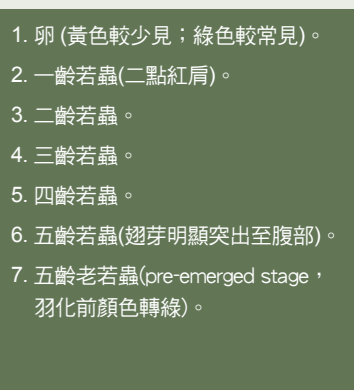 1. 卵 (黃色較少見；綠色較常見)。
2. 一齡若蟲(二點紅肩)。
3. 二齡若蟲。
4. 三齡若蟲。
5. 四齡若蟲。
6. 五齡若蟲(翅芽明顯突出至腹部)。
7. 五齡老若蟲(pre-emerged stage，
羽化前顏色轉綠)。